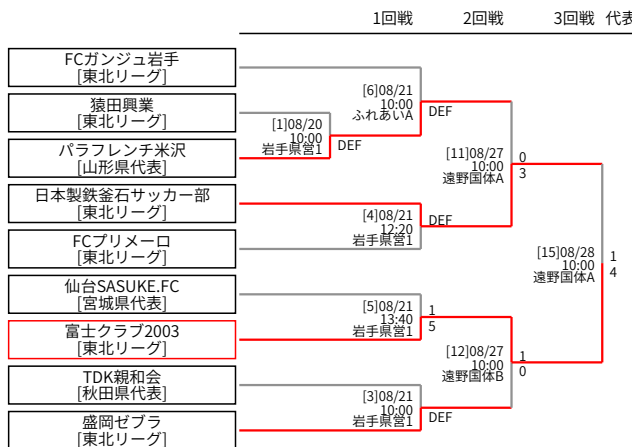 1回戦 2回戦 3回戦 代表
FCガンジュ岩手
[東北リーグ]
猿田興業
[東北リーグ]
パラフレンチ米沢
[山形県代表]
日本製鉄釜石サッカー部
[東北リーグ]
FCプリメーロ
[東北リーグ]
仙台SASUKE.FC
[宮城県代表]
富士クラブ2003
[東北リーグ]
TDK親和会
[秋田県代表]
盛岡ゼブラ
[東北リーグ]
[1]08/20
10:00
岩手県営1
DEF
[6]08/21
10:00
ふれあいA
DEF
[4]08/21
12:20
岩手県営1
DEF
[5]08/21
13:40
岩手県営1
1
5
[3]08/21
10:00
岩手県営1
DEF
[11]08/27
10:00
遠野国体A
0
3
[12]08/27
10:00
遠野国体B
1
0
[15]08/28
10:00
遠野国体A
1
4